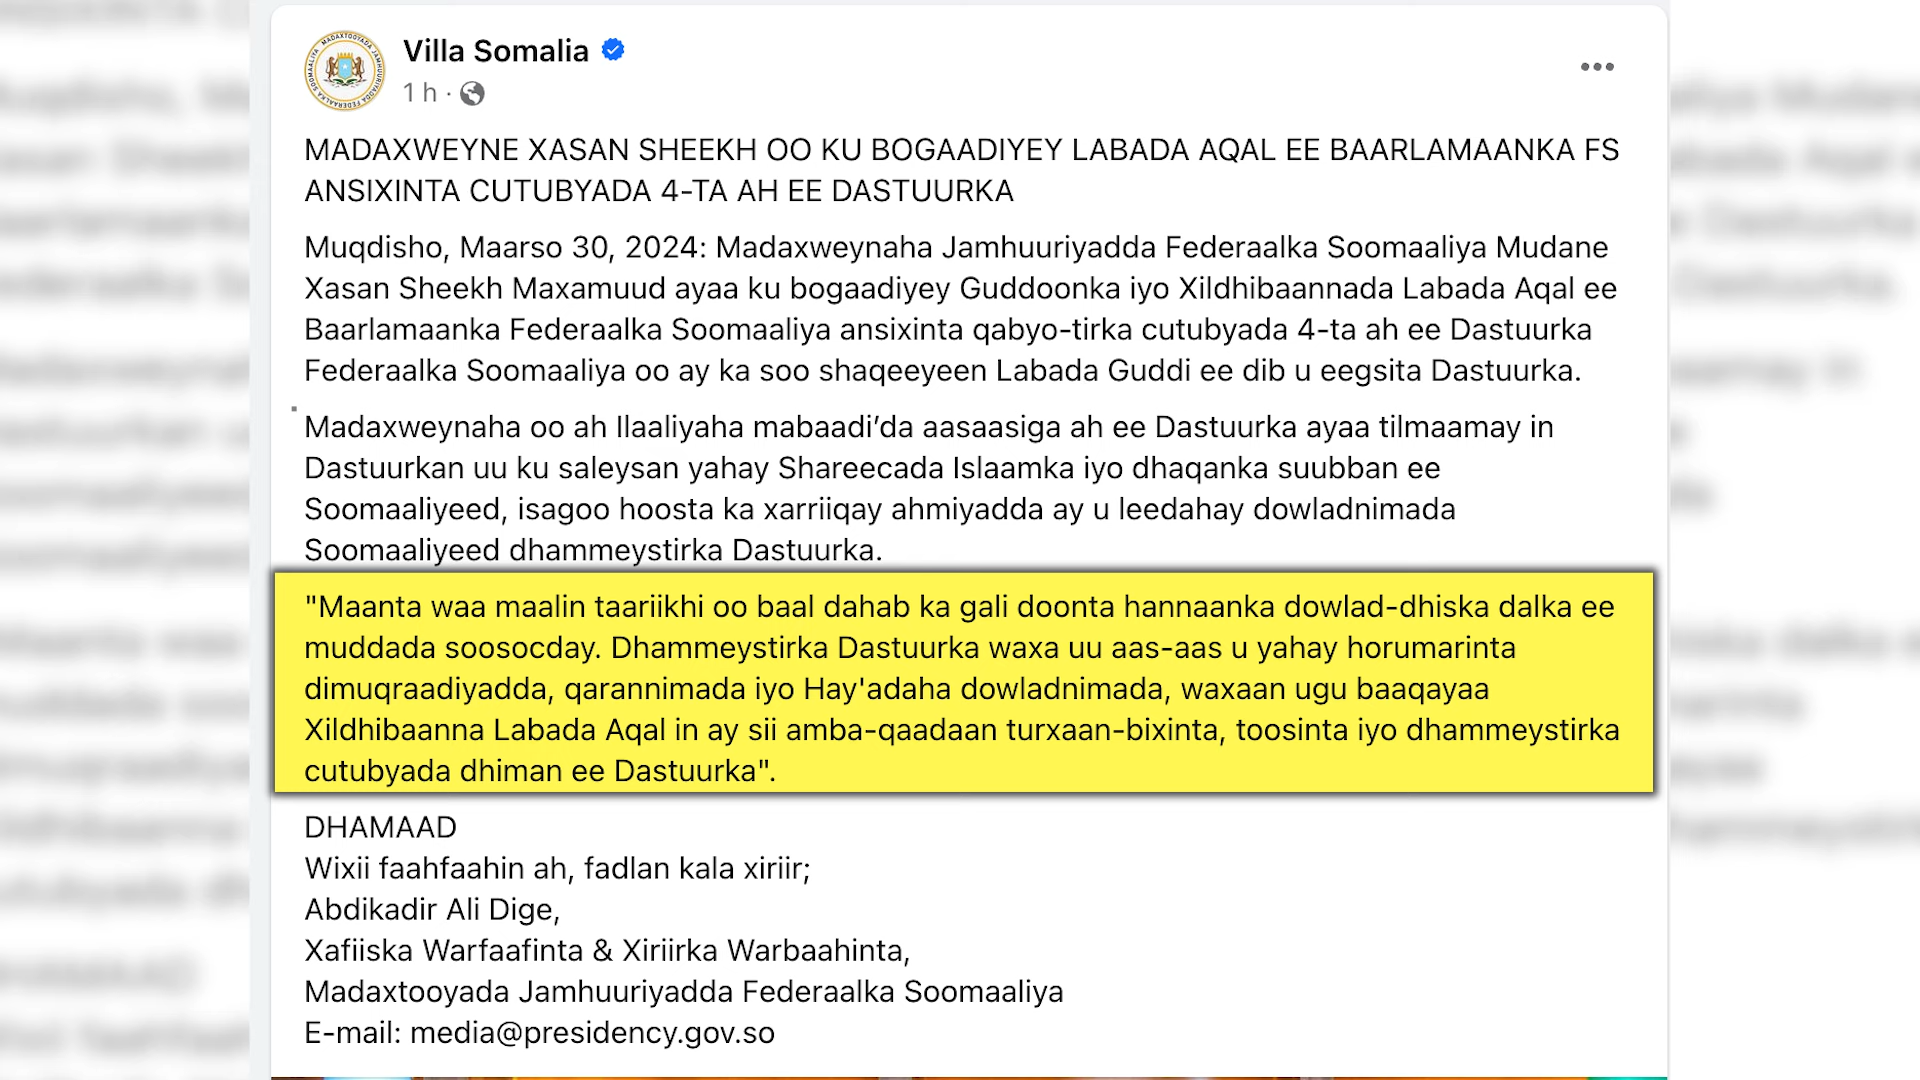 Villa Somalia
1 h ·
MADAXWEYNE XASAN SHEEKH OO KU BOGAADIYEY LABADA AQAL EE BAARLAMAANKA FS
ANSIXINTA CUTUBYADA 4-TA AH EE DASTUURKA
Muqdisho, Maarso 30, 2024: Madaxweynaha Jamhuuriyadda Federaalka Soomaaliya Mudane
Xasan Sheekh Maxamuud ayaa ku bogaadiyey Guddoonka iyo Xildhibaannada Labada Aqal ee
Baarlamaanka Federaalka Soomaaliya ansixinta qabyo-tirka cutubyada 4-ta ah ee Dastuurka
Federaalka Soomaaliya oo ay ka soo shaqeeyeen Labada Guddi ee dib u eegsita Dastuurka.
Madaxweynaha oo ah Ilaaliyaha mabaadi’da aasaasiga ah ee Dastuurka ayaa tilmaamay in
Dastuurkan uu ku saleysan yahay Shareecada Islaamka iyo dhaqanka suubban ee
Soomaaliyeed, isagoo hoosta ka xarriiqay ahmiyadda ay u leedahay dowladnimada
Soomaaliyeed dhammeystirka Dastuurka.
"Maanta waa maalin taariikhi oo baal dahab ka gali doonta hannaanka dowlad-dhiska dalka ee
muddada soosocday. Dhammeystirka Dastuurka waxa uu aas-aas u yahay horumarinta
dimuqraadiyadda, qarannimada iyo Hay'adaha dowladnimada, waxaan ugu baaqayaa
Xildhibaanna Labada Aqal in ay sii amba-qaadaan turxaan-bixinta, toosinta iyo dhammeystirka
cutubyada dhiman ee Dastuurka".
DHAMAAD
Wixii faahfaahin ah, fadlan kala xiriir;
Abdikadir Ali Dige,
Xafiiska Warfaafinta & Xiriirka Warbaahinta,
Madaxtooyada Jamhuuriyadda Federaalka Soomaaliya
E-mail: media@presidency.gov.so